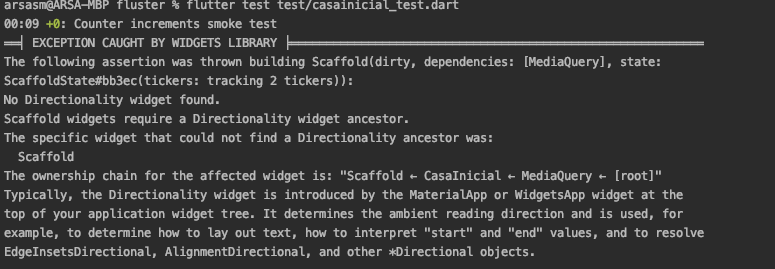 arsasm@ARSA-MBP fluster % flutter test test/casainicial_test.dart
00:09 +0: Counter increments smoke test
══╡ EXCEPTION CAUGHT BY WIDGETS LIBRARY ╞═══════════════════════════════════════════════════════════
The following assertion was thrown building Scaffold(dirty, dependencies: [MediaQuery], state:
ScaffoldState#bb3ec(tickers: tracking 2 tickers)):
No Directionality widget found.
Scaffold widgets require a Directionality widget ancestor.
The specific widget that could not find a Directionality ancestor was:
  Scaffold
The ownership chain for the affected widget is: "Scaffold ← CasaInicial ← MediaQuery ← [root]"
Typically, the Directionality widget is introduced by the MaterialApp or WidgetsApp widget at the
top of your application widget tree. It determines the ambient reading direction and is used, for
example, to determine how to lay out text, how to interpret "start" and "end" values, and to resolve
EdgeInsetsDirectional, AlignmentDirectional, and other *Directional objects.